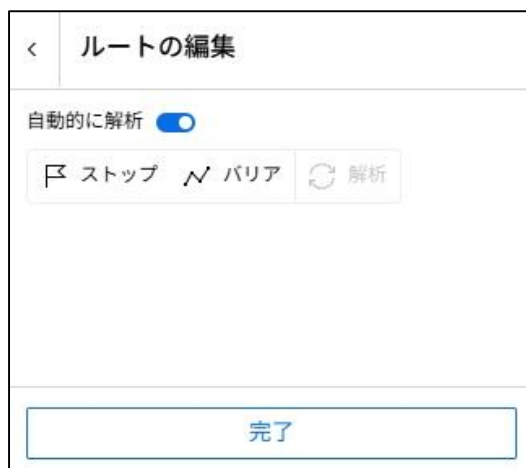 ルートの編集
自動的に解析
ストップ バリア 解析
完了